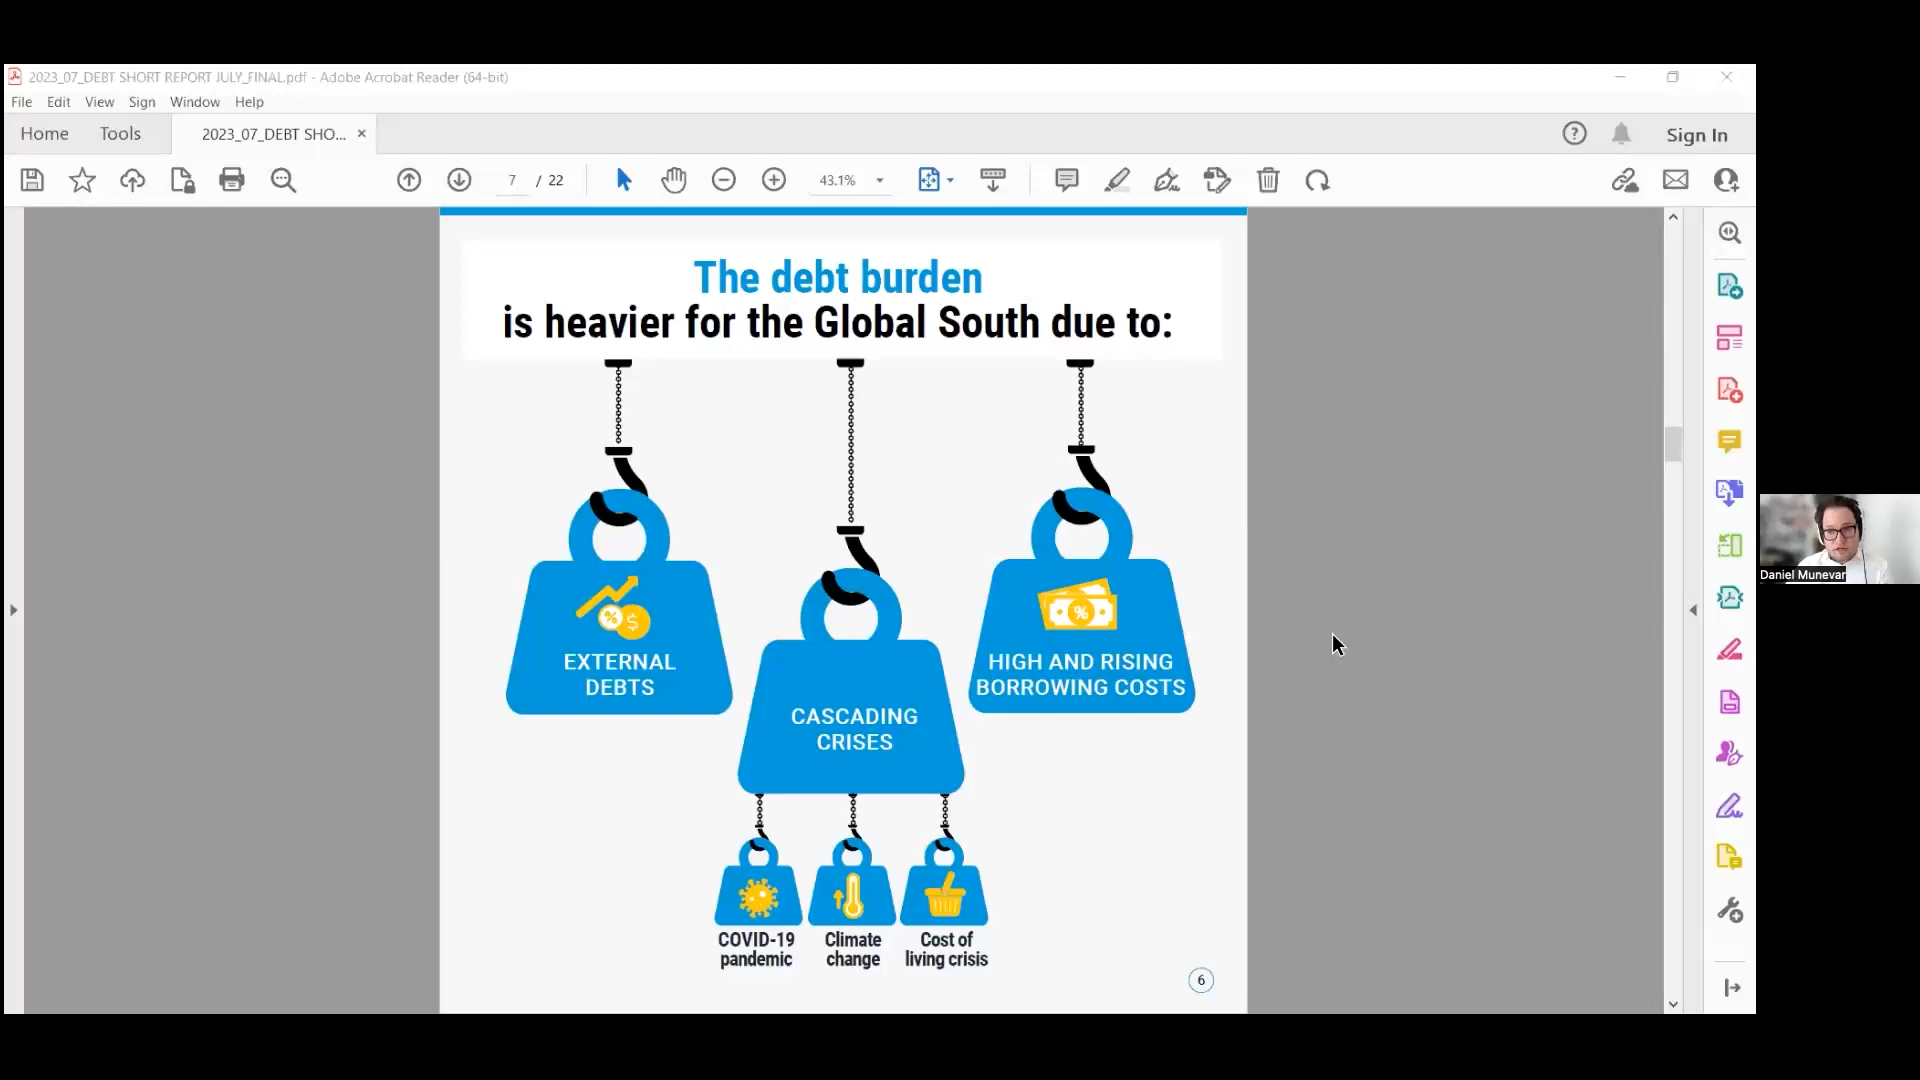 2023_07_DEBT SHORT REPORT JULY_FINAL.pdf - Adobe Acrobat Reader (64-bit)
File Edit View Sign Window Help
Home Tools 2023_07_DEBT SHO... Sign In
7 / 22 43.1%
The debt burden
is heavier for the Global South due to:
EXTERNAL
DEBTS
HIGH AND RISING
BORROWING COSTS
CASCADING
CRISES
COVID-19
pandemic
Climate
change
Cost of
living crisis
6
Daniel Munevar